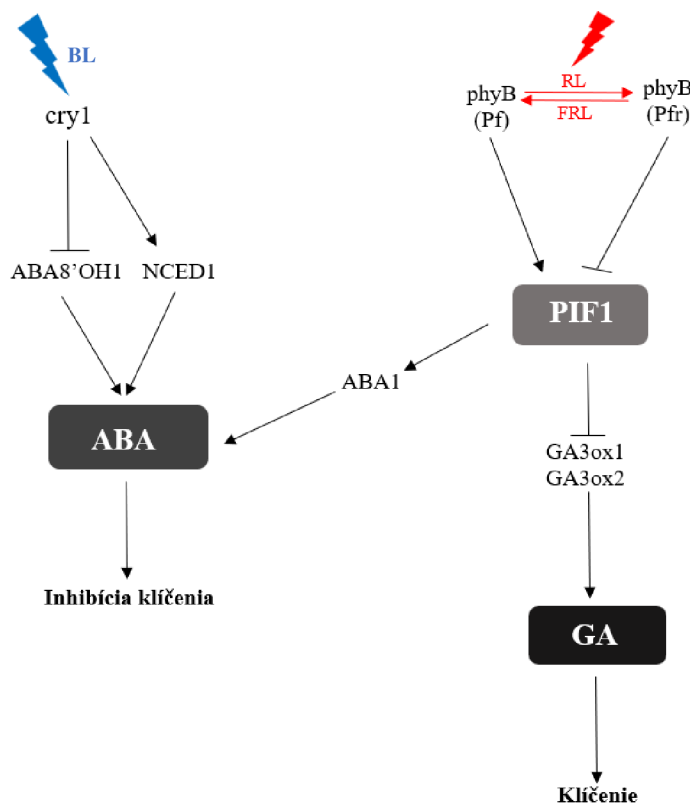 BL
cry1
ABA8’OH1
NCED1
ABA
Inhibícia klíčenia
RL
FRL
phyB
(Pf)
phyB
(Pfr)
PIF1
ABA1
GA3ox1
GA3ox2
GA
Klíčenie